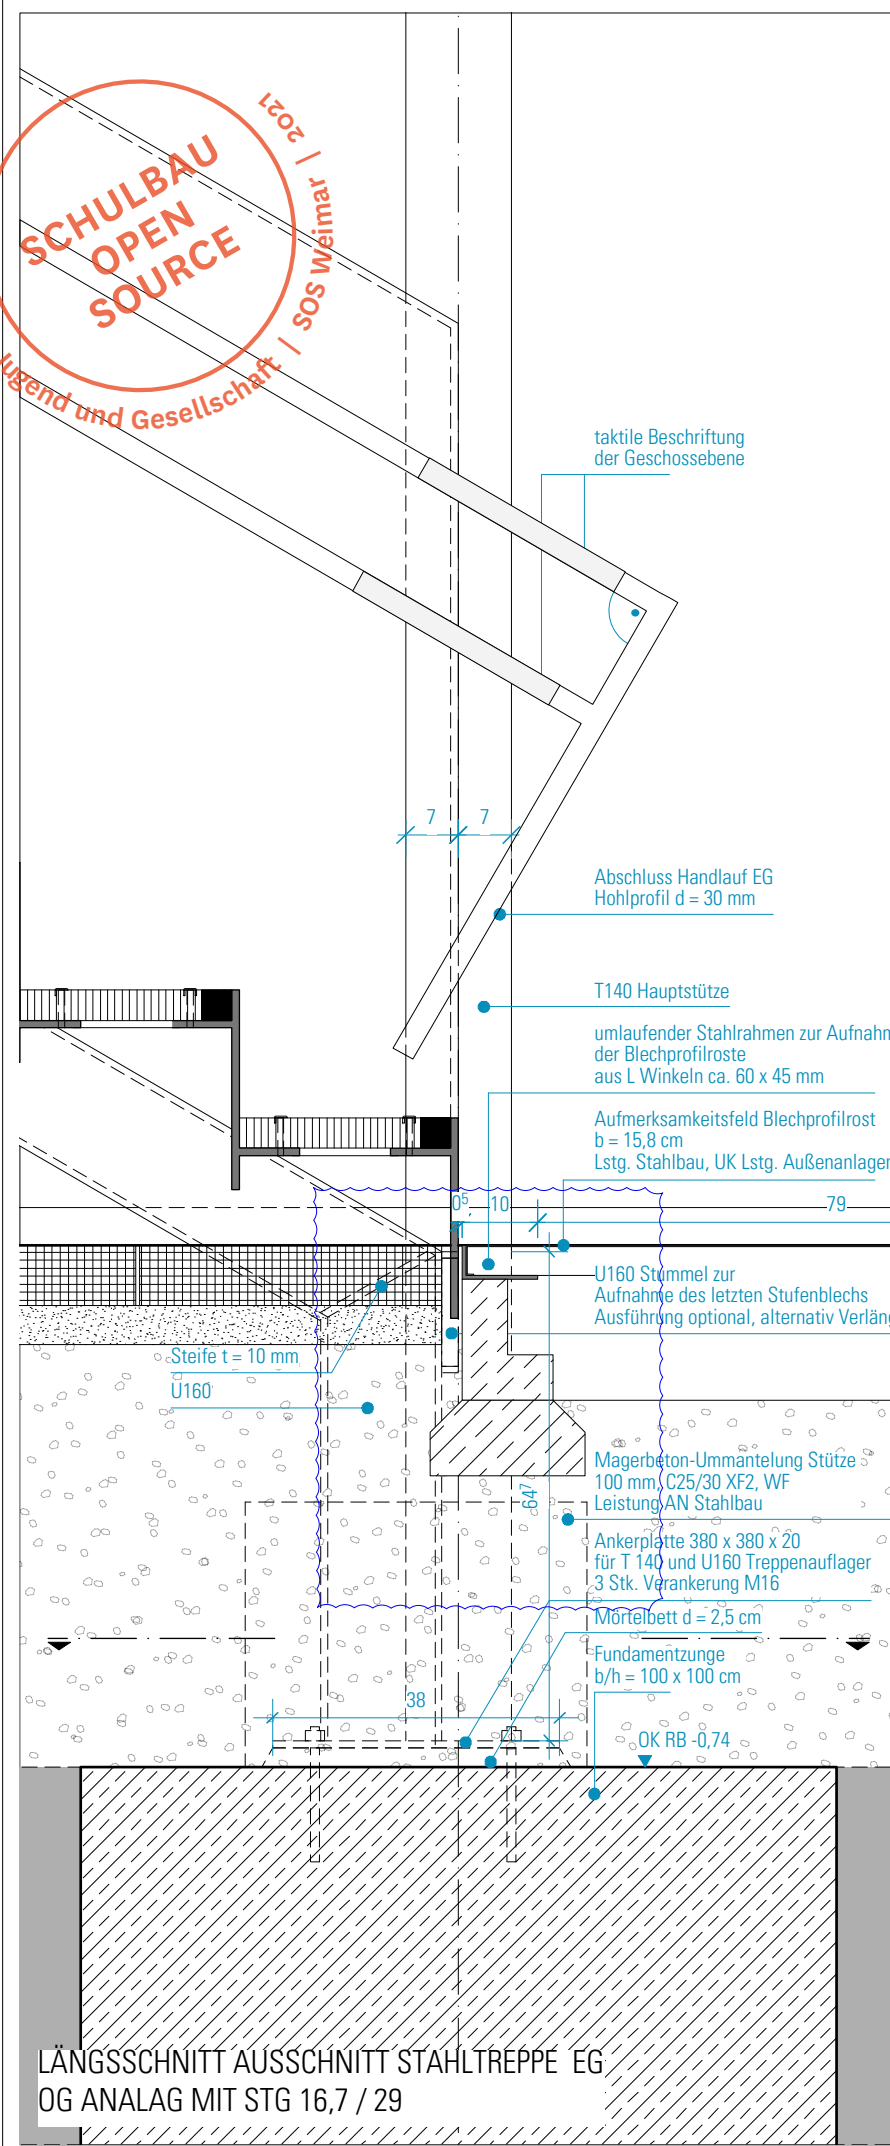 SCHULBAU
OPEN
SOURCE
Jugend und Gesellschaft | SOS Weimar | 2021
taktile Beschriftung
der Geschossebene
7 7
Abschluss Handlauf EG
Hohlprofil d = 30 mm
T140 Hauptstütze
umlaufender Stahlrahmen zur Aufnahm
der Blechprofilroste
aus L Winkeln ca. 60 x 45 mm
Aufmerksamkeitsfeld Blechprofilrost
b = 15,8 cm
Lstg. Stahlbau, UK Lstg. Außenanlagen
0⁵ 10 79
U160 Stummel zur
Aufnahme des letzten Stufenblechs
Ausführung optional, alternativ Verläng
Steife t = 10 mm
U160
Magerbeton-Ummantelung Stütze
100 mm, C25/30 XF2, WF
Leistung AN Stahlbau
64⁷
Ankerplatte 380 x 380 x 20
für T 140 und U160 Treppenauflager
3 Stk. Verankerung M16
Mörtelbett d = 2,5 cm
Fundamentzunge
b/h = 100 x 100 cm
38
OK RB -0,74
LÄNGSSCHNITT AUSSCHNITT STAHLTREPPE EG
OG ANALAG MIT STG 16,7 / 29